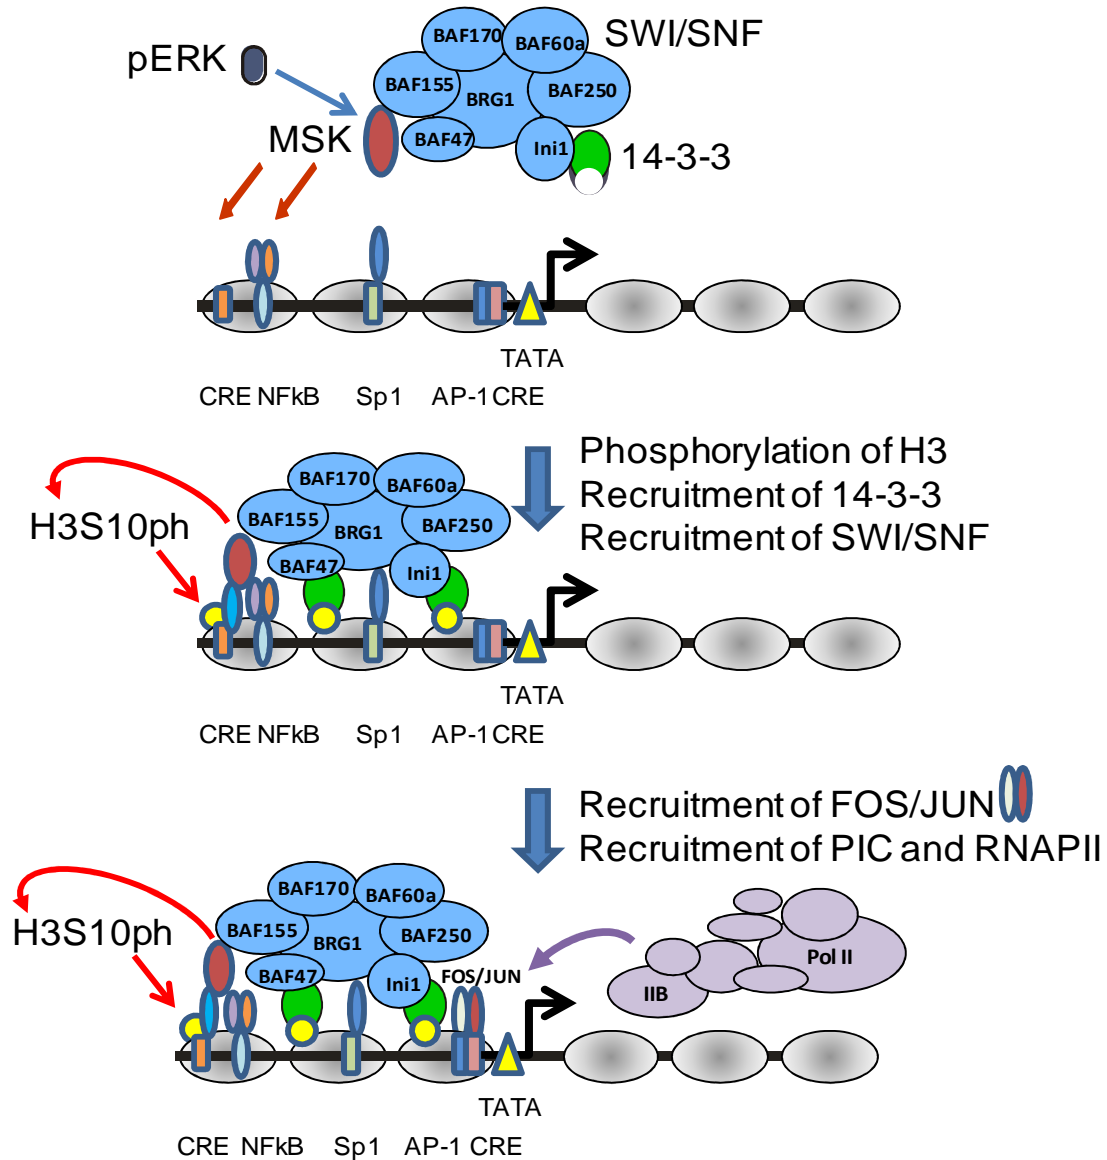 BAF170
BAF60a
SWI/SNF
pERK
BAF155
BRG1
BAF250
MSK
BAF47
Ini1
14-3-3
TATA
CRE NFkB Sp1 AP-1 CRE
Phosphorylation of H3
Recruitment of 14-3-3
Recruitment of SWI/SNF
BAF170
BAF60a
BAF155
BRG1
BAF250
H3S10ph
BAF47
Ini1
TATA
CRE NFkB Sp1 AP-1 CRE
Recruitment of FOS/JUN
Recruitment of PIC and RNAPII
BAF170
BAF60a
BAF155
BRG1
BAF250
H3S10ph
BAF47
Ini1
FOS/JUN
Pol II
IIB
TATA
CRE NFkB Sp1 AP-1 CRE